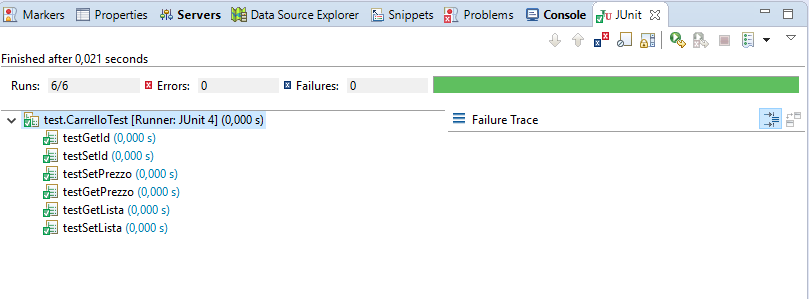 Markers Properties Servers Data Source Explorer Snippets Problems Console JUnit
Finished after 0,021 seconds
Runs: 6/6 Errors: 0 Failures: 0
test.CarrelloTest [Runner: JUnit 4] (0,000 s) Failure Trace
testGetId (0,000 s)
testSetId (0,000 s)
testSetPrezzo (0,000 s)
testGetPrezzo (0,000 s)
testGetLista (0,000 s)
testSetLista (0,000 s)